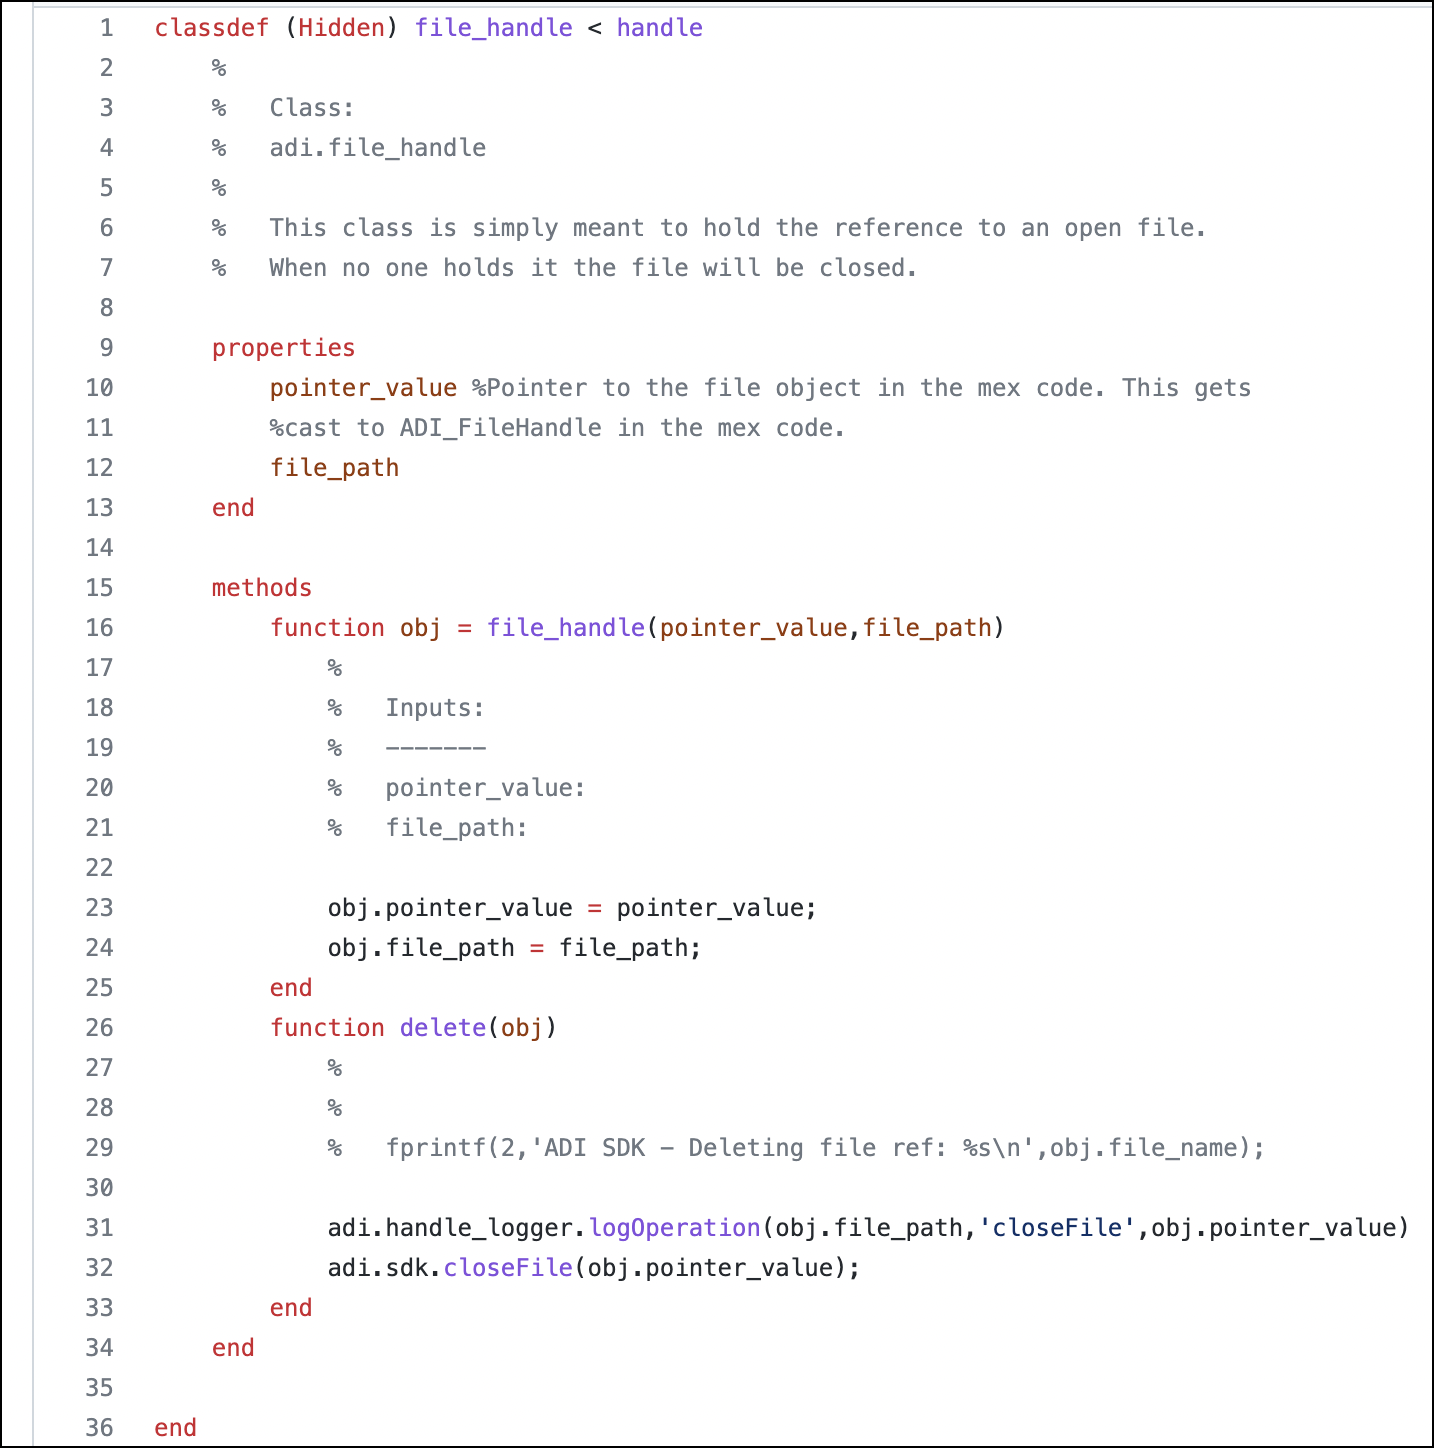 1 classdef (Hidden) file_handle < handle
2     %
3     %   Class:
4     %   adi.file_handle
5     %
6     %   This class is simply meant to hold the reference to an open file.
7     %   When no one holds it the file will be closed.
8
9     properties
10         pointer_value %Pointer to the file object in the mex code. This gets
11         %cast to ADI_FileHandle in the mex code.
12         file_path
13     end
14
15     methods
16         function obj = file_handle(pointer_value,file_path)
17             %
18             %   Inputs:
19             %   -------
20             %   pointer_value:
21             %   file_path:
22
23             obj.pointer_value = pointer_value;
24             obj.file_path = file_path;
25         end
26         function delete(obj)
27             %
28             %
29             %   fprintf(2,'ADI SDK - Deleting file ref: %s\n',obj.file_name);
30
31             adi.handle_logger.logOperation(obj.file_path,'closeFile',obj.pointer_value)
32             adi.sdk.closeFile(obj.pointer_value);
33         end
34     end
35
36 end